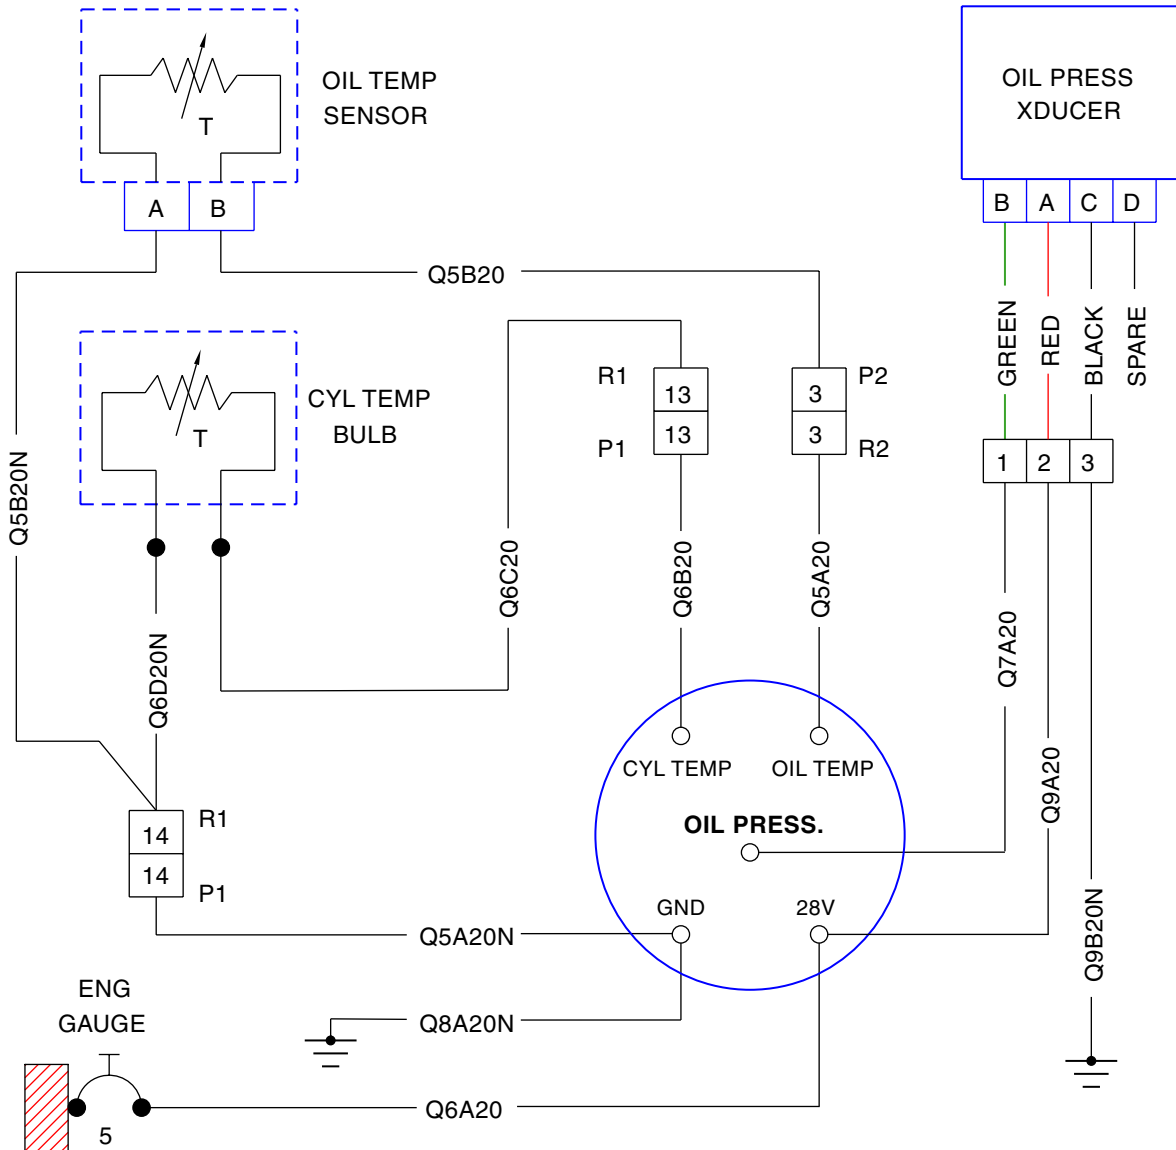 OIL TEMP
SENSOR
T
A B
OIL PRESS
XDUCER
B A C D
GREEN
RED
BLACK
SPARE
Q5B20
Q5B20N
CYL TEMP
BULB
T
R1
13
13
P1
P2
3
3
R2
1 2 3
Q6C20
Q6B20
Q5A20
Q6D20N
Q7A20
Q9A20
Q9B20N
CYL TEMP
OIL TEMP
OIL PRESS.
GND
28V
R1
14
14
P1
Q5A20N
Q8A20N
ENG
GAUGE
5
Q6A20